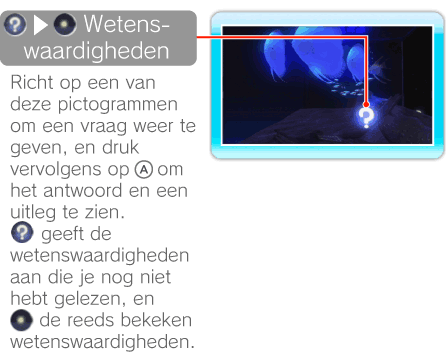 ? ▶ Wetens-
waardigheden
Richt op een van
deze pictogrammen
om een vraag weer te
geven, en druk
vervolgens op Ⓐ om
het antwoord en een
uitleg te zien.
? geeft de
wetenswaardigheden
aan die je nog niet
hebt gelezen, en
de reeds bekeken
wetenswaardigheden.
?